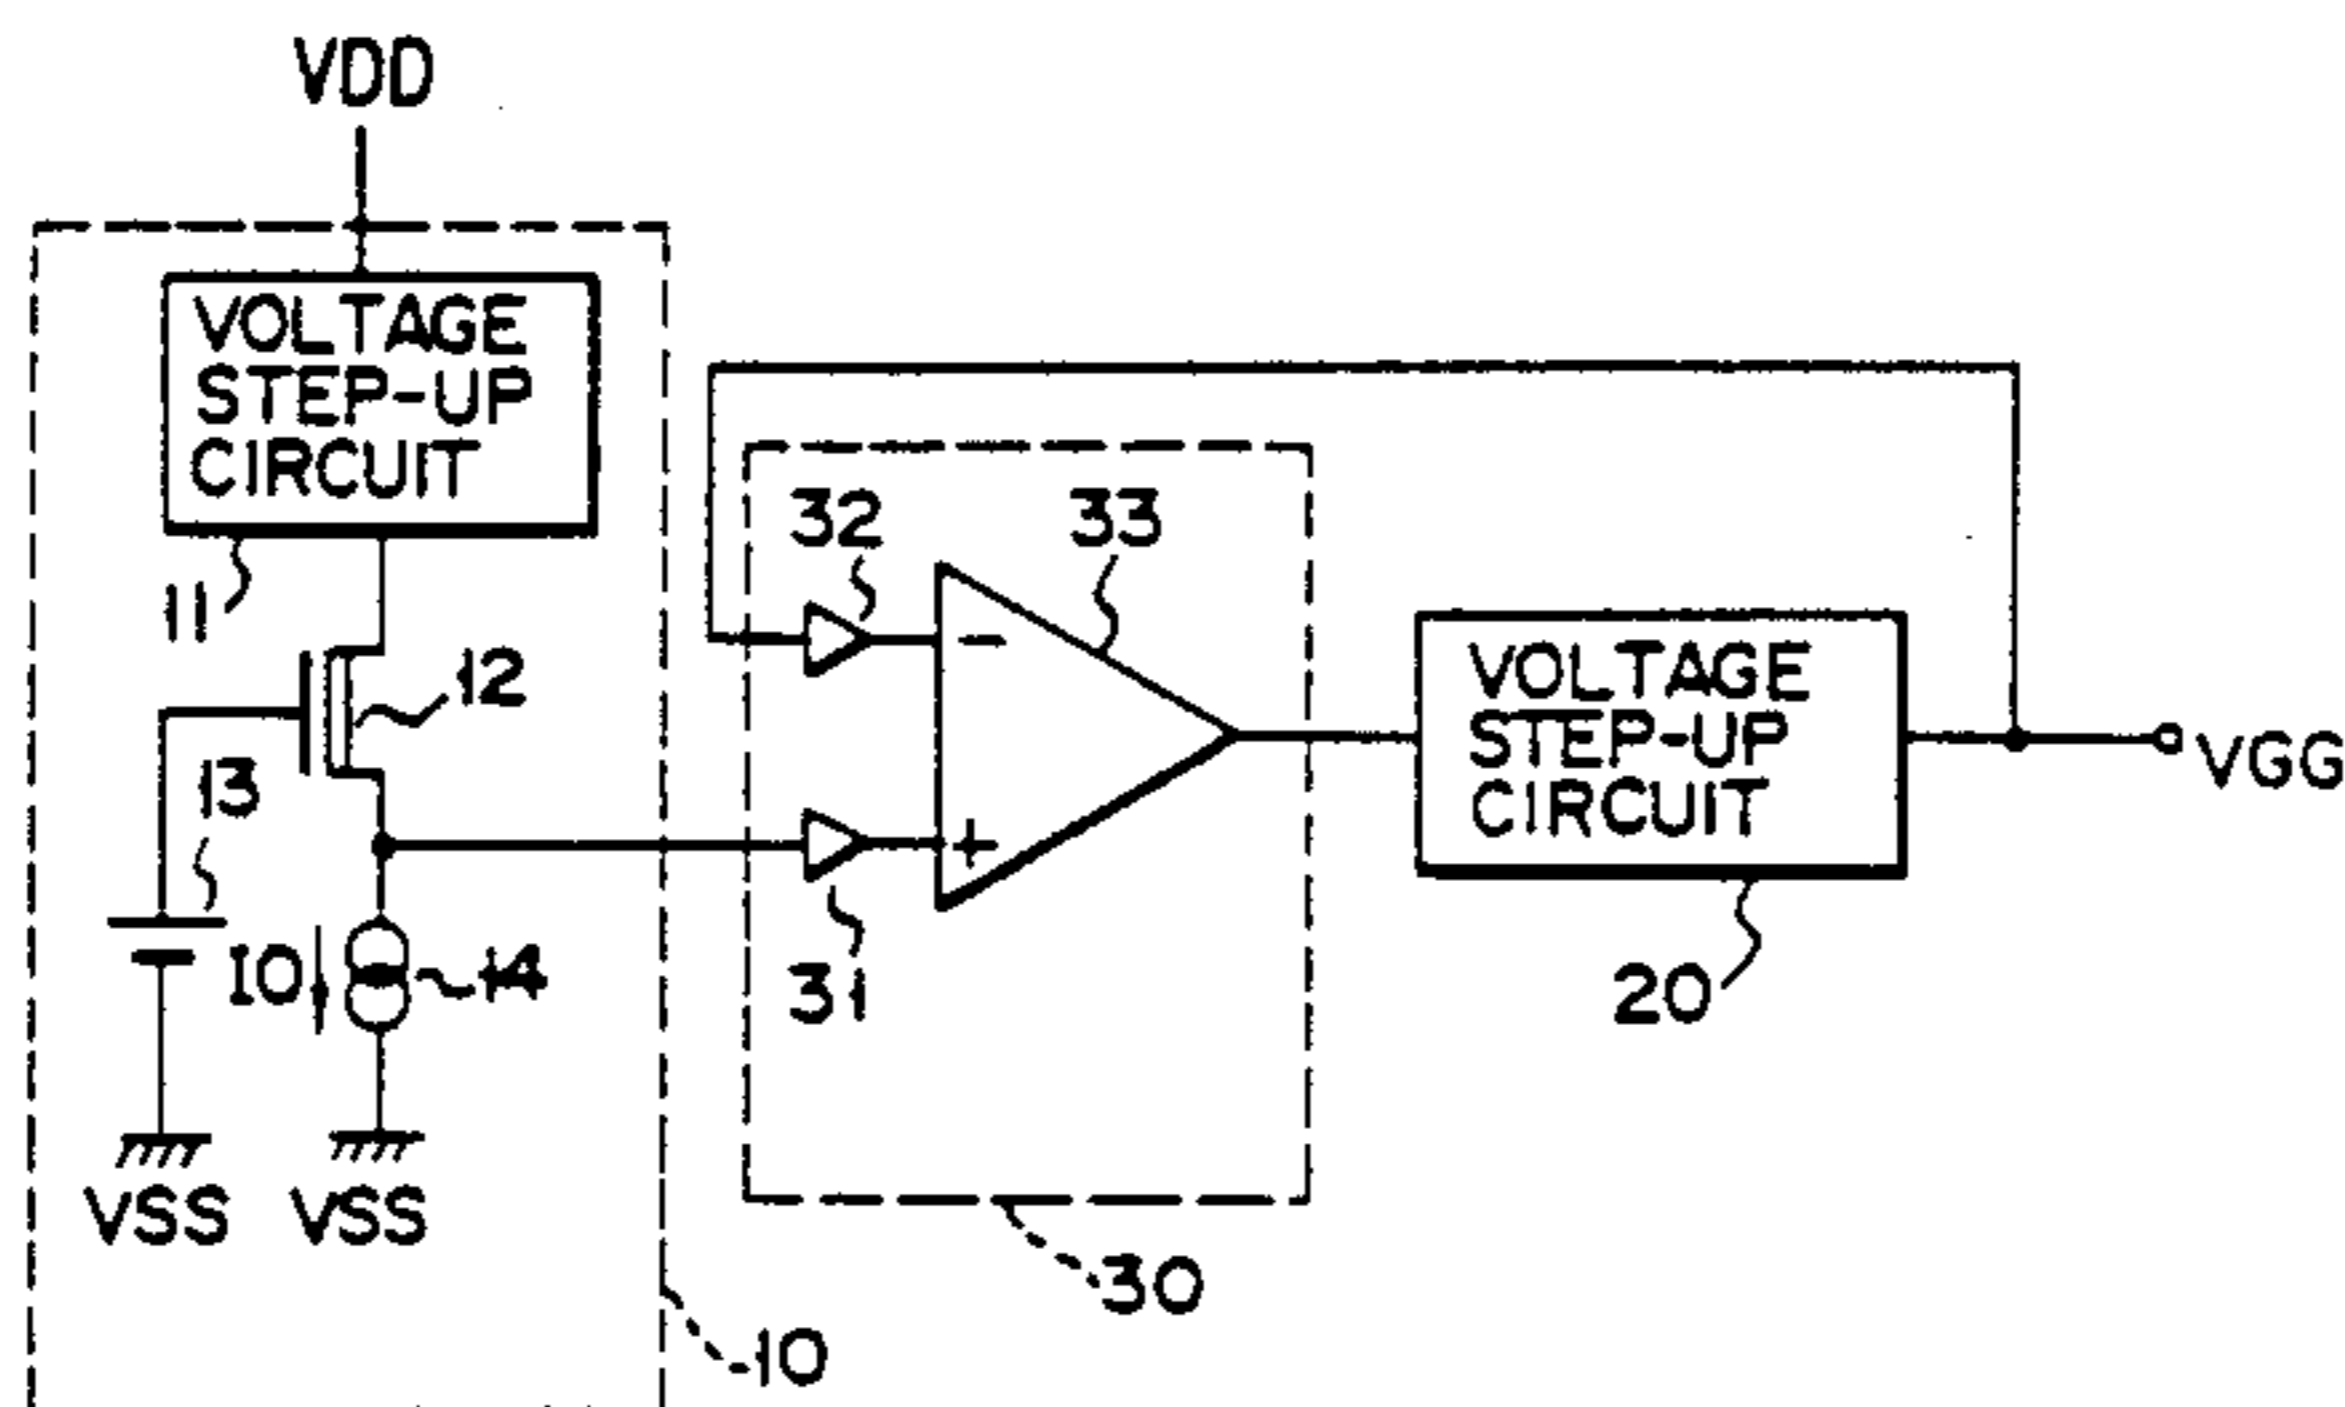 VDD
VOLTAGE
STEP-UP
CIRCUIT
11
12
13
I0
14
VSS
VSS
10
32
33
31
30
VOLTAGE
STEP-UP
CIRCUIT
20
VGG